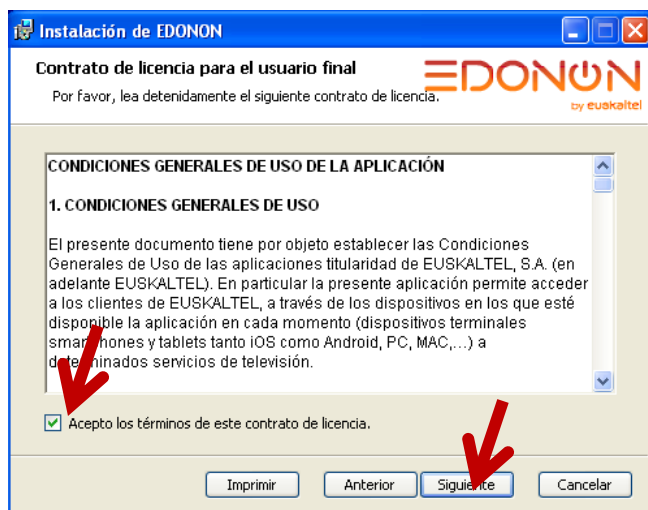 Instalación de EDONON
Contrato de licencia para el usuario final
Por favor, lea detenidamente el siguiente contrato de licencia.
EDONON
by euskaltel
CONDICIONES GENERALES DE USO DE LA APLICACIÓN
1. CONDICIONES GENERALES DE USO
El presente documento tiene por objeto establecer las Condiciones
Generales de Uso de las aplicaciones titularidad de EUSKALTEL, S.A. (en
adelante EUSKALTEL). En particular la presente aplicación permite acceder
a los clientes de EUSKALTEL, a través de los dispositivos en los que esté
disponible la aplicación en cada momento (dispositivos terminales
smartphones y tablets tanto iOS como Android, PC, MAC,...) a
determinados servicios de televisión.
Acepto los términos de este contrato de licencia.
Imprimir Anterior Siguiente Cancelar